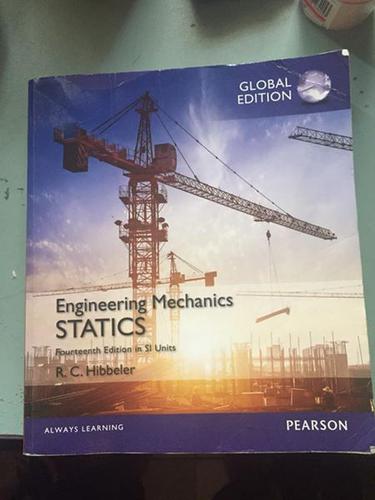 GLOBAL
EDITION
Engineering Mechanics
STATICS
Fourteenth Edition in SI Units
R. C. Hibbeler
ALWAYS LEARNING
PEARSON